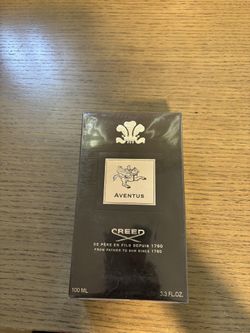 AVENTUS
CREED
DE PÈRE EN FILS DEPUIS 1760
FROM FATHER TO SON SINCE 1760
100 ML 3.3 FL.OZ.